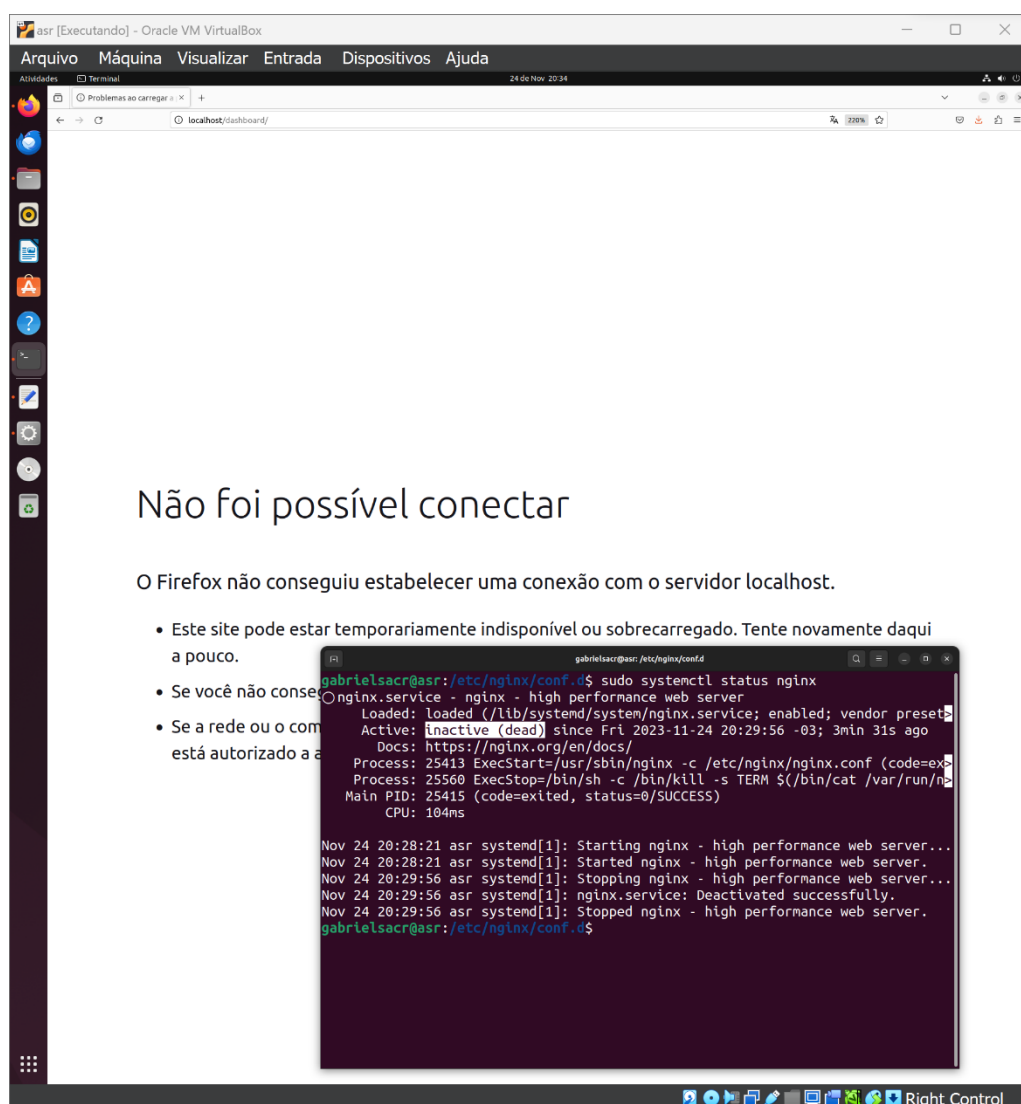 asr [Executando] - Oracle VM VirtualBox
Arquivo Máquina Visualizar Entrada Dispositivos Ajuda
Atividades Terminal 24 de Nov 20:34
Problemas ao carregar a
localhost/dashboard/ 220%
Não foi possível conectar
O Firefox não conseguiu estabelecer uma conexão com o servidor localhost.
• Este site pode estar temporariamente indisponível ou sobrecarregado. Tente novamente daqui
a pouco.
• Se você não conseg
• Se a rede ou o com
está autorizado a a
gabrielsacr@asr: /etc/nginx/conf.d
gabrielsacr@asr:/etc/nginx/conf.d$ sudo systemctl status nginx
nginx.service - nginx - high performance web server
Loaded: loaded (/lib/systemd/system/nginx.service; enabled; vendor preset>
Active: inactive (dead) since Fri 2023-11-24 20:29:56 -03; 3min 31s ago
Docs: https://nginx.org/en/docs/
Process: 25413 ExecStart=/usr/sbin/nginx -c /etc/nginx/nginx.conf (code=ex>
Process: 25560 ExecStop=/bin/sh -c /bin/kill -s TERM $(/bin/cat /var/run/n>
Main PID: 25415 (code=exited, status=0/SUCCESS)
CPU: 104ms
Nov 24 20:28:21 asr systemd[1]: Starting nginx - high performance web server...
Nov 24 20:28:21 asr systemd[1]: Started nginx - high performance web server.
Nov 24 20:29:56 asr systemd[1]: Stopping nginx - high performance web server...
Nov 24 20:29:56 asr systemd[1]: nginx.service: Deactivated successfully.
Nov 24 20:29:56 asr systemd[1]: Stopped nginx - high performance web server.
gabrielsacr@asr:/etc/nginx/conf.d$
Right Control